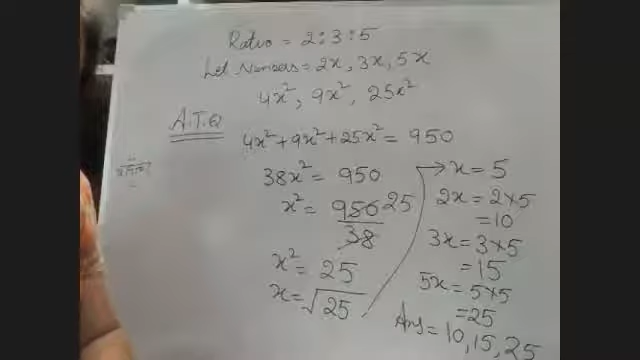 Ratio = 2:3:5
Let Numbers = 2x, 3x, 5x
4x², 9x², 25x²
A.T.Q
4x²+9x²+25x² = 950
38x² = 950
x² = 950 25
38
x² = 25
x = √25
→ x = 5
2x = 2×5
= 10
3x = 3×5
= 15
5x = 5×5
= 25
Ans = 10, 15, 25